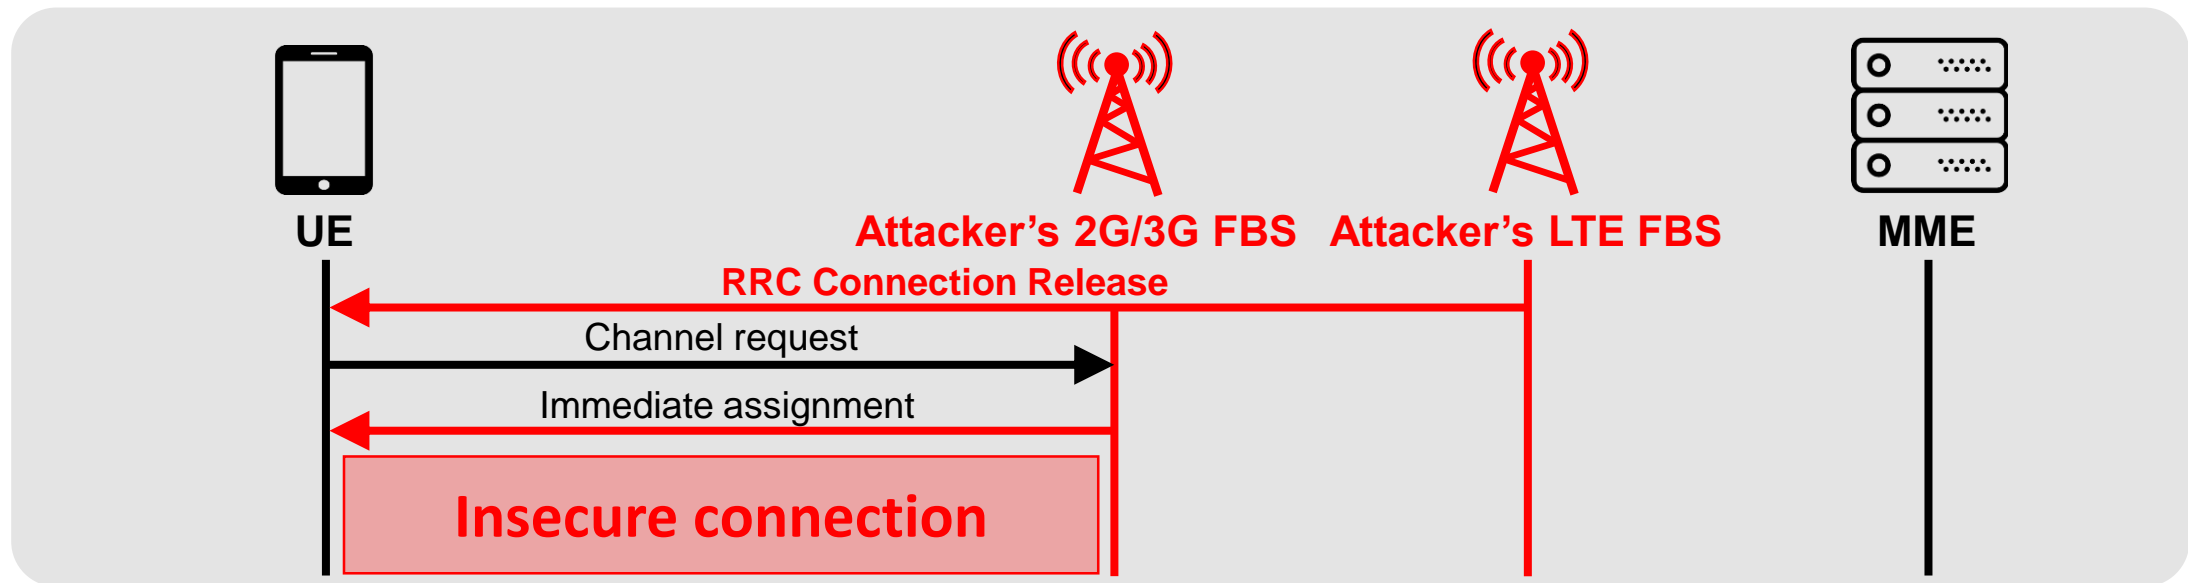 UE
Attacker's 2G/3G FBS
Attacker's LTE FBS
MME
RRC Connection Release
Channel request
Immediate assignment
Insecure connection